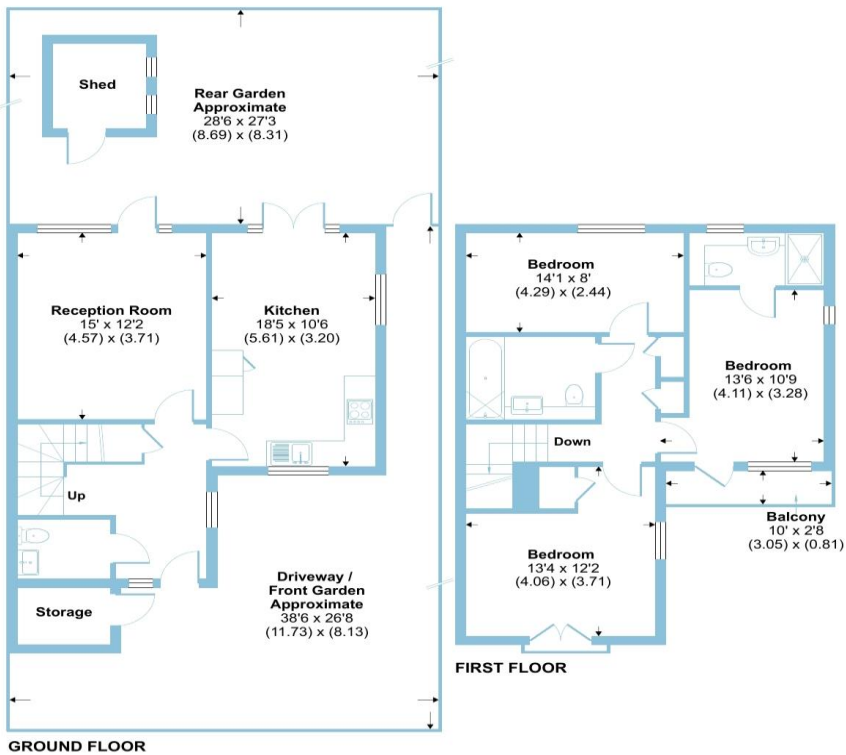 Shed
Rear Garden
Approximate
28'6 x 27'3
(8.69) x (8.31)
Reception Room
15' x 12'2
(4.57) x (3.71)
Kitchen
18'5 x 10'6
(5.61) x (3.20)
Up
Storage
Driveway /
Front Garden
Approximate
38'6 x 26'8
(11.73) x (8.13)
GROUND FLOOR
Bedroom
14'1 x 8'
(4.29) x (2.44)
Bedroom
13'6 x 10'9
(4.11) x (3.28)
Down
Balcony
10' x 2'8
(3.05) x (0.81)
Bedroom
13'4 x 12'2
(4.06) x (3.71)
FIRST FLOOR